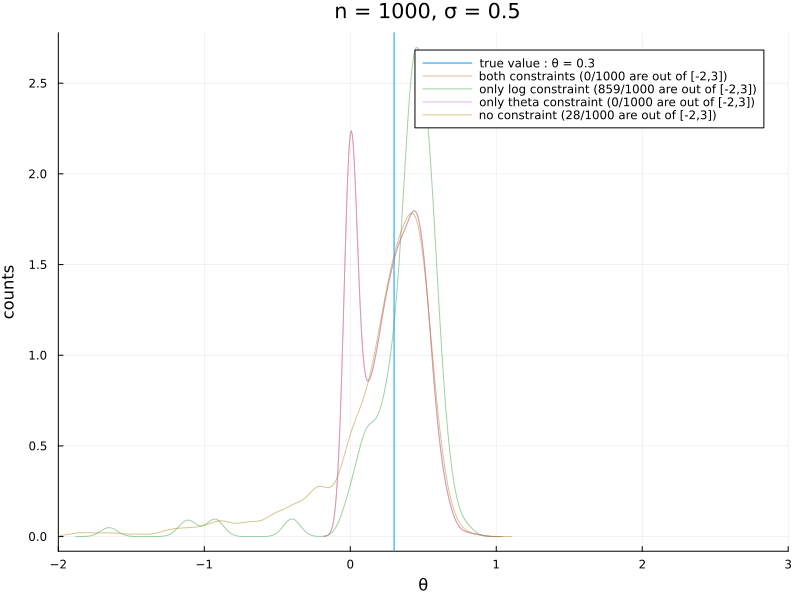 n = 1000, σ = 0.5
true value : θ = 0.3
both constraints (0/1000 are out of [-2,3])
only log constraint (859/1000 are out of [-2,3])
only theta constraint (0/1000 are out of [-2,3])
no constraint (28/1000 are out of [-2,3])
counts
2.5
2.0
1.5
1.0
0.5
0.0
−2
−1
0
1
2
3
θ